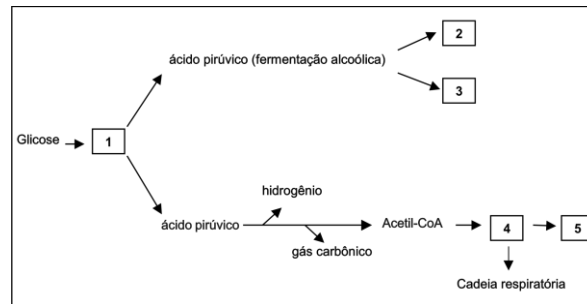 2
ácido pirúvico (fermentação alcoólica)
3
Glicose
1
hidrogênio
ácido pirúvico
Acetil-CoA
4
5
gás carbônico
Cadeia respiratória